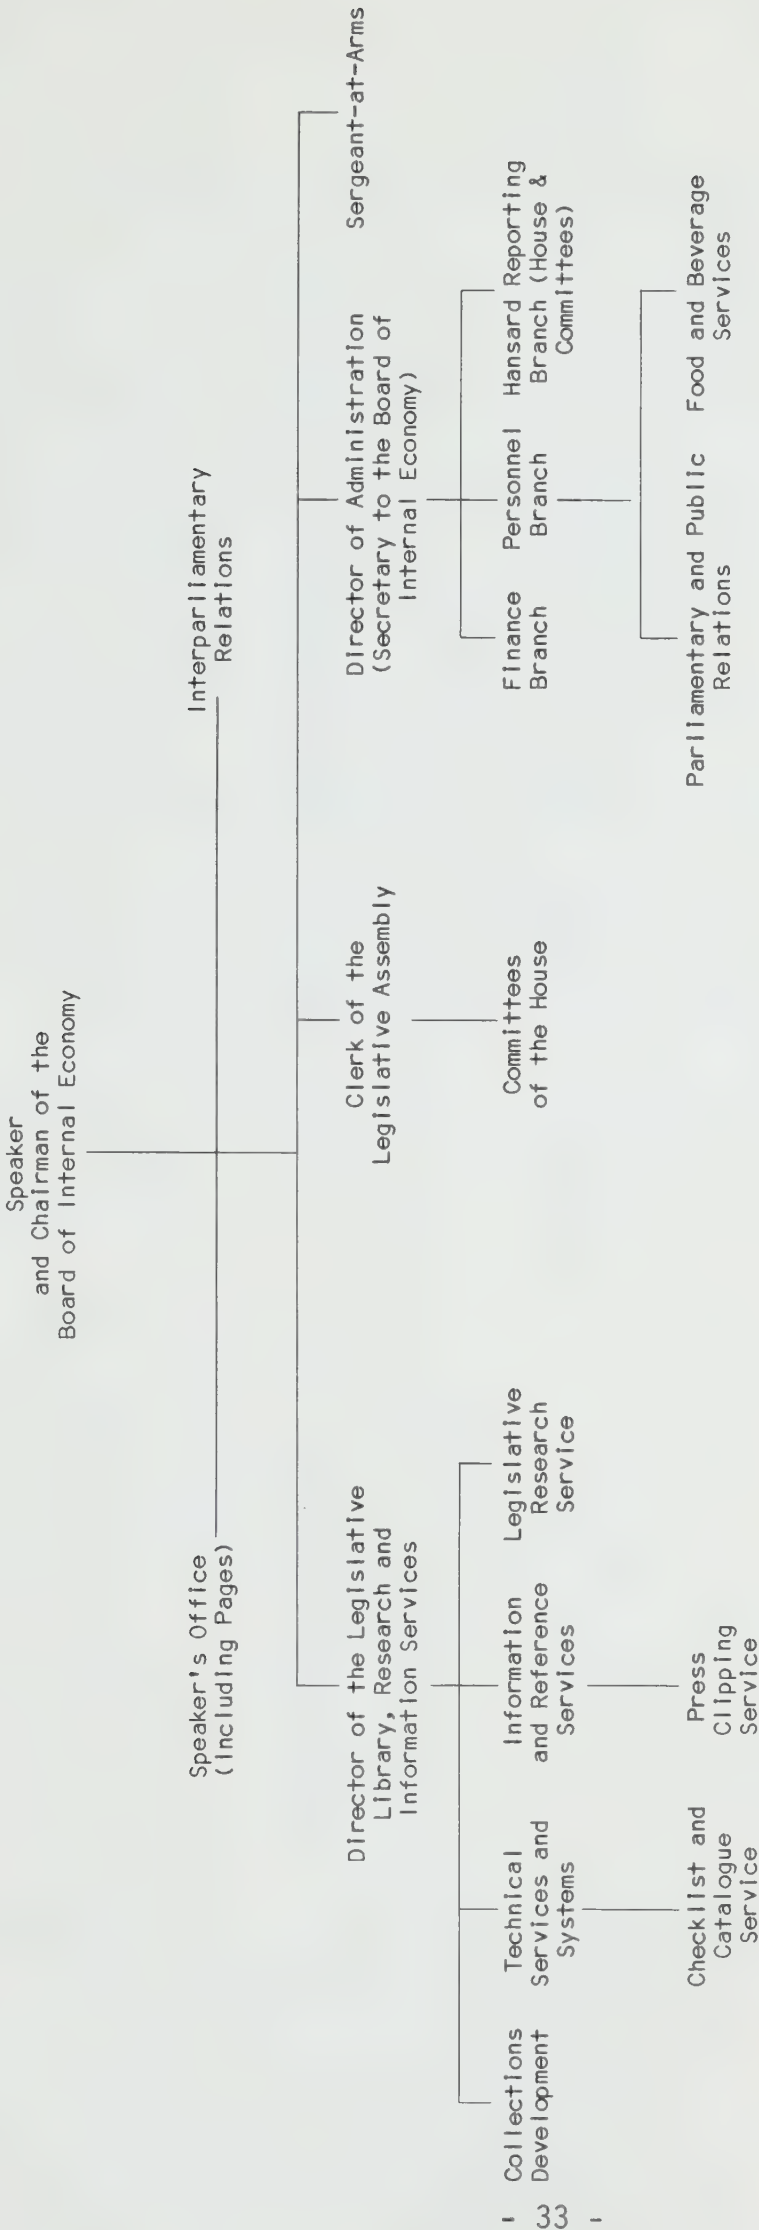 Speaker
and Chairman of the
Board of Internal Economy
Speaker's Office
(Including Pages)
Interparliamentary
Relations
Director of the Legislative
Library, Research and
Information Services
Clerk of the
Legislative Assembly
Director of Administration
(Secretary to the Board of
Internal Economy)
Sergeant-at-Arms
Collections
Development
Technical
Services and
Systems
Information
and Reference
Services
Legislative
Research
Service
Committees
of the House
Finance
Branch
Personnel
Branch
Hansard Reporting
Branch (House &
Committees)
Checklist and
Catalogue
Service
Press
Clipping
Service
Parliamentary and Public
Relations
Food and Beverage
Services
- 33 -